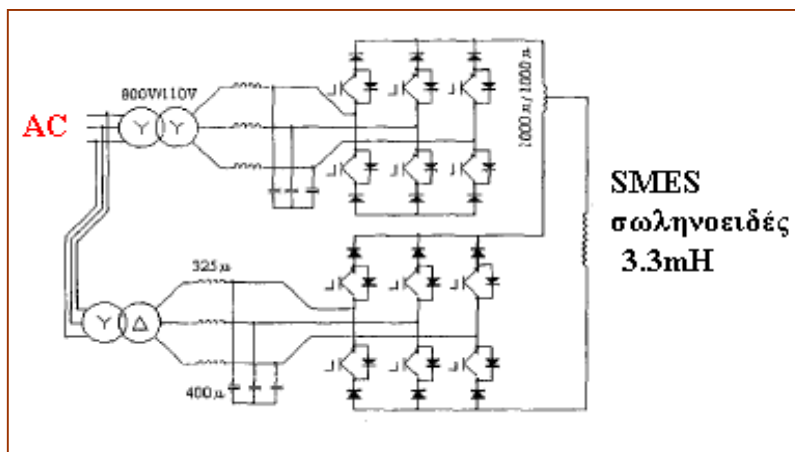 800V/110V
AC
Y Y
1000μ/1000μ
SMES
σωληνοειδές
3.3mH
325μ
Y Δ
400μ